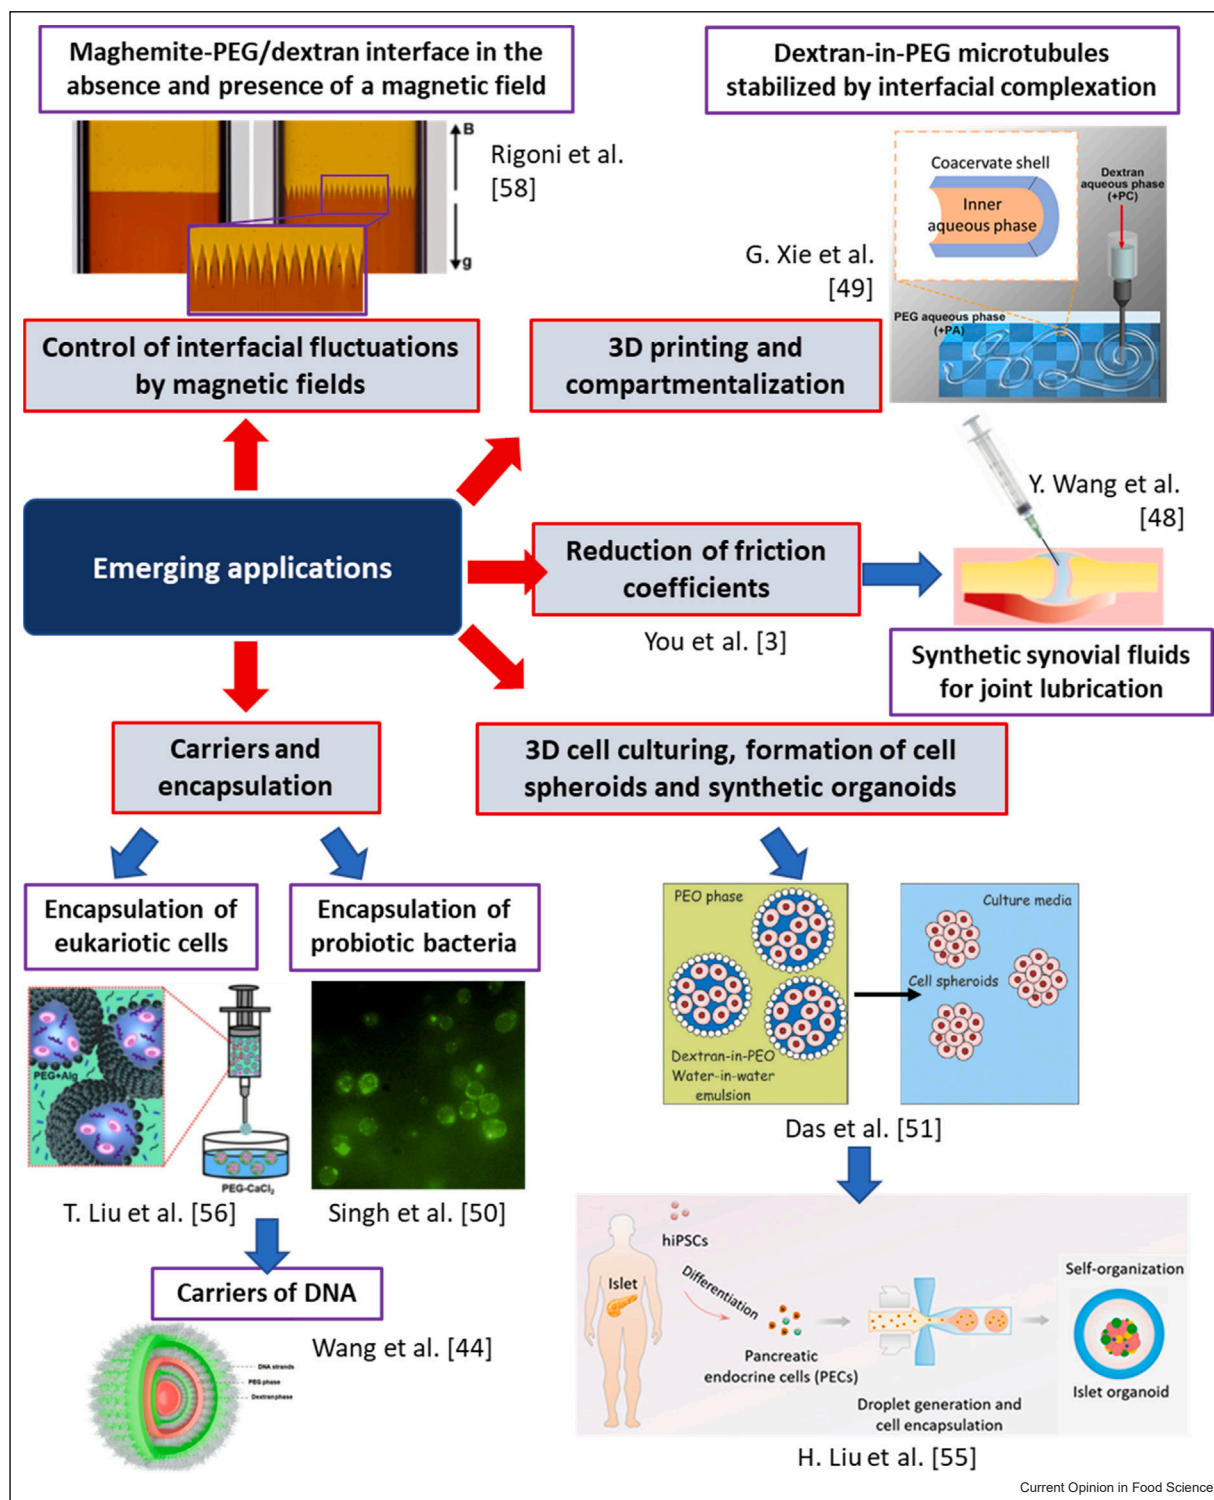 Maghemite-PEG/dextran interface in the
absence and presence of a magnetic field
B
g
Rigoni et al.
[58]
Dextran-in-PEG microtubules
stabilized by interfacial complexation
Coacervate shell
Inner
aqueous phase
Dextran
aqueous phase
(+PC)
PEG aqueous phase
(+PA)
G. Xie et al.
[49]
Control of interfacial fluctuations
by magnetic fields
3D printing and
compartmentalization
Emerging applications
Reduction of friction
coefficients
You et al. [3]
Y. Wang et al.
[48]
Synthetic synovial fluids
for joint lubrication
Carriers and
encapsulation
3D cell culturing, formation of cell
spheroids and synthetic organoids
Encapsulation of
eukariotic cells
Encapsulation of
probiotic bacteria
PEG+Alg
PEG-CaCl₂
T. Liu et al. [56]
Singh et al. [50]
PEO phase
Dextran-in-PEO
Water-in-water
emulsion
Culture media
Cell spheroids
Das et al. [51]
Carriers of DNA
Wang et al. [44]
DNA strands
PEG phase
Dextran phase
hiPSCs
Islet
Differentiation
Pancreatic
endocrine cells (PECs)
Droplet generation and
cell encapsulation
Self-organization
Islet organoid
H. Liu et al. [55]
Current Opinion in Food Science